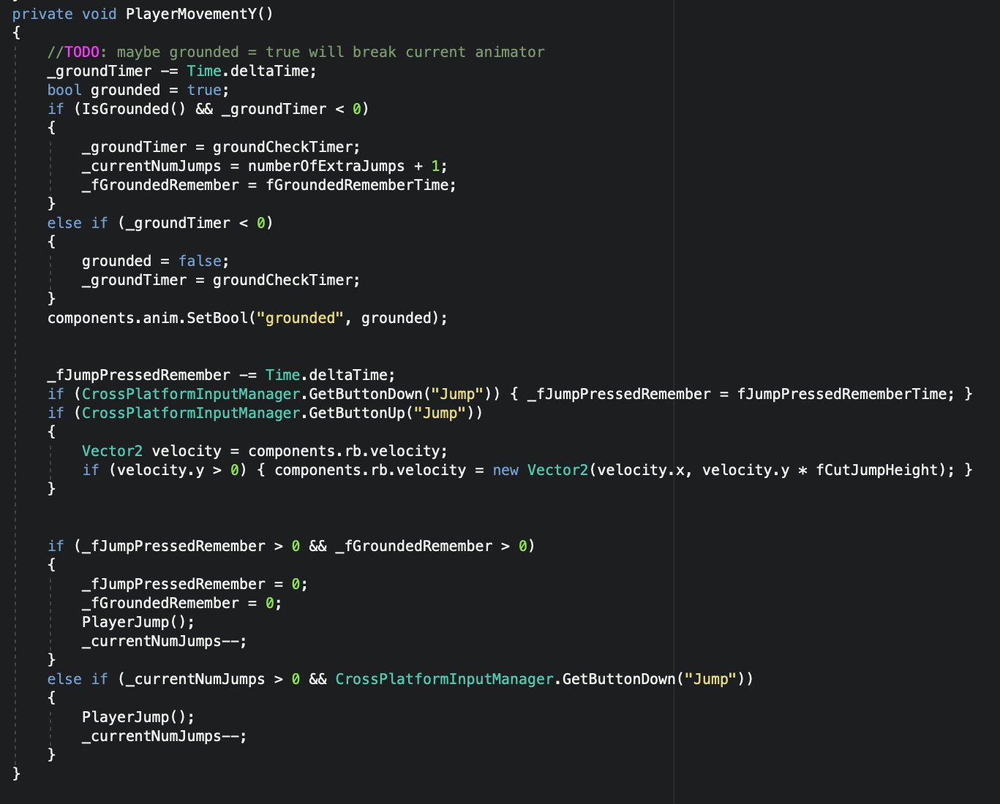 private void PlayerMovementY()
{
    //TODO: maybe grounded = true will break current animator
    _groundTimer -= Time.deltaTime;
    bool grounded = true;
    if (IsGrounded() && _groundTimer < 0)
    {
        _groundTimer = groundCheckTimer;
        _currentNumJumps = numberOfExtraJumps + 1;
        _fGroundedRemember = fGroundedRememberTime;
    }
    else if (_groundTimer < 0)
    {
        grounded = false;
        _groundTimer = groundCheckTimer;
    }
    components.anim.SetBool("grounded", grounded);
    _fJumpPressedRemember -= Time.deltaTime;
    if (CrossPlatformInputManager.GetButtonDown("Jump")) { _fJumpPressedRemember = fJumpPressedRememberTime; }
    if (CrossPlatformInputManager.GetButtonUp("Jump"))
    {
        Vector2 velocity = components.rb.velocity;
        if (velocity.y > 0) { components.rb.velocity = new Vector2(velocity.x, velocity.y * fCutJumpHeight); }
    }
    if (_fJumpPressedRemember > 0 && _fGroundedRemember > 0)
    {
        _fJumpPressedRemember = 0;
        _fGroundedRemember = 0;
        PlayerJump();
        _currentNumJumps--;
    }
    else if (_currentNumJumps > 0 && CrossPlatformInputManager.GetButtonDown("Jump"))
    {
        PlayerJump();
        _currentNumJumps--;
    }
}